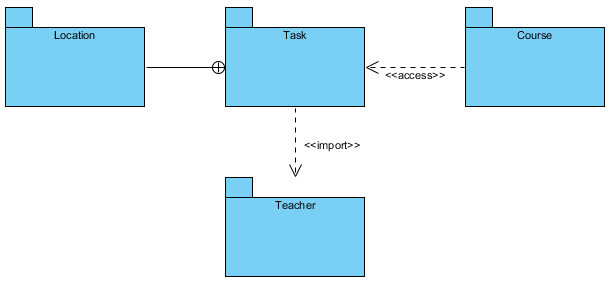 Location
Task
Course
<<access>>
<<import>>
Teacher